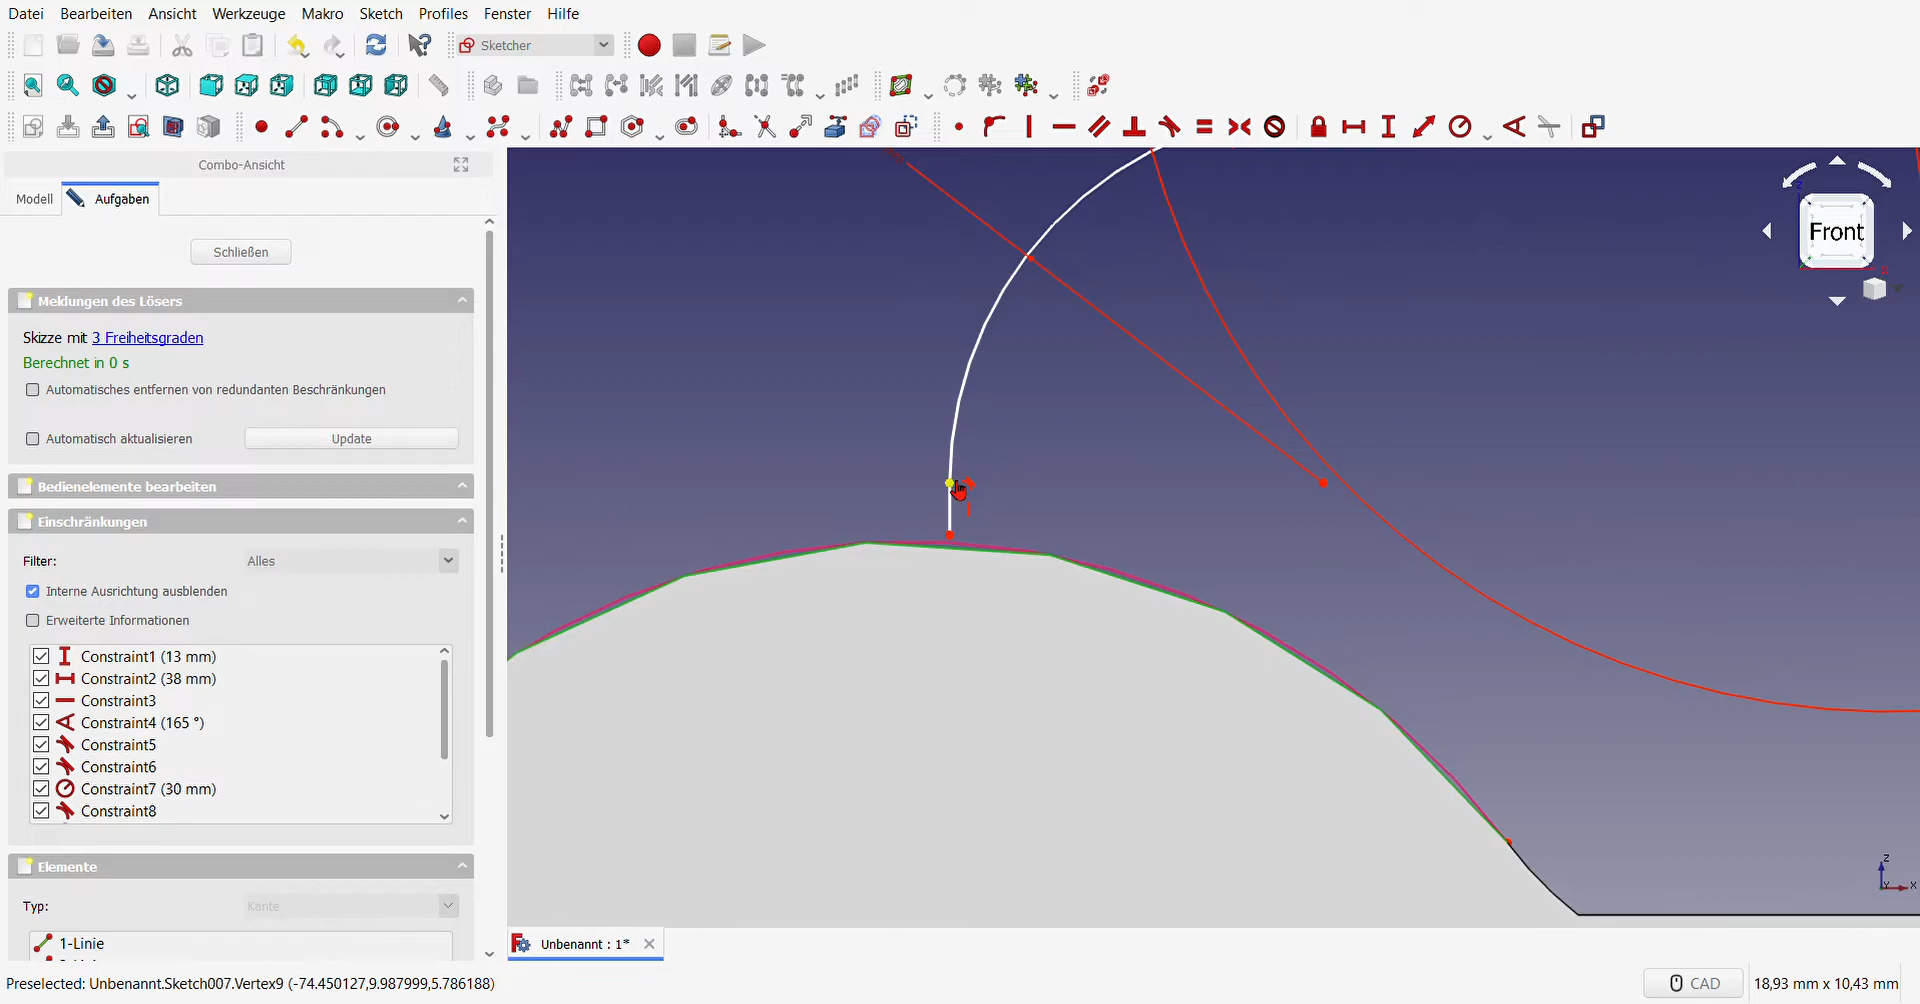 Datei Bearbeiten Ansicht Werkzeuge Makro Sketch Profiles Fenster Hilfe
Sketcher
Combo-Ansicht
Modell Aufgaben
Schließen
Meldungen des Lösers
Skizze mit 3 Freiheitsgraden
Berechnet in 0 s
Automatisches entfernen von redundanten Beschränkungen
Automatisch aktualisieren Update
Bedienelemente bearbeiten
Einschränkungen
Filter: Alles
Interne Ausrichtung ausblenden
Erweiterte Informationen
Constraint1 (13 mm)
Constraint2 (38 mm)
Constraint3
Constraint4 (165 °)
Constraint5
Constraint6
Constraint7 (30 mm)
Constraint8
Elemente
Typ: Kante
1-Linie
Front
z
x
Unbenannt : 1*
Preselected: Unbenannt.Sketch007.Vertex9 (-74.450127,9.987999,5.786188)
CAD 18,93 mm x 10,43 mm